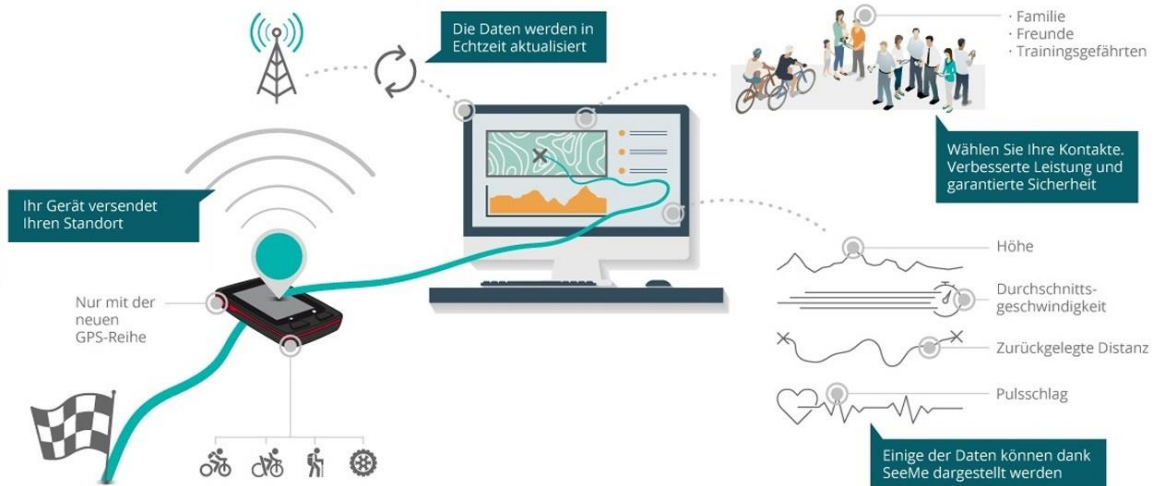 Die Daten werden in
Echtzeit aktualisiert
· Familie
· Freunde
· Trainingsgefährten
Wählen Sie Ihre Kontakte.
Verbesserte Leistung und
garantierte Sicherheit
Ihr Gerät versendet
Ihren Standort
Nur mit der
neuen
GPS-Reihe
Höhe
Durchschnitts-
geschwindigkeit
Zurückgelegte Distanz
Pulsschlag
Einige der Daten können dank
SeeMe dargestellt werden